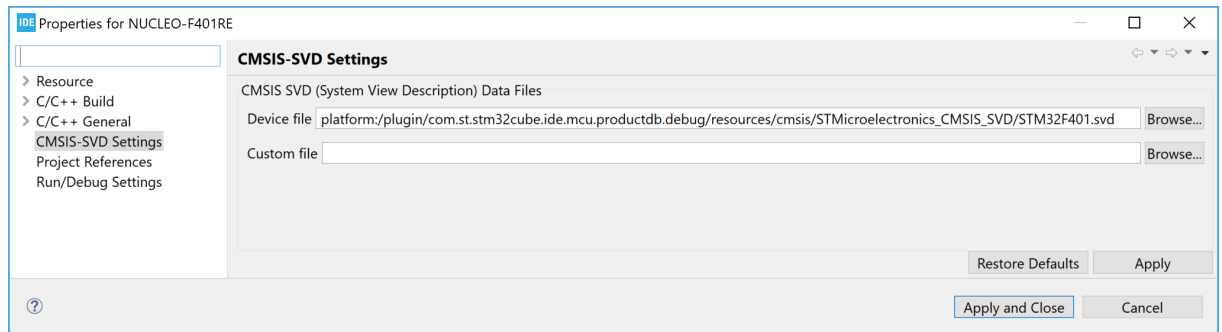 IDE Properties for NUCLEO-F401RE
Resource
C/C++ Build
C/C++ General
CMSIS-SVD Settings
Project References
Run/Debug Settings
CMSIS-SVD Settings
CMSIS SVD (System View Description) Data Files
Device file platform:/plugin/com.st.stm32cube.ide.mcu.productdb.debug/resources/cmsis/STMicroelectronics_CMSIS_SVD/STM32F401.svd Browse...
Custom file Browse...
Restore Defaults Apply
? Apply and Close Cancel